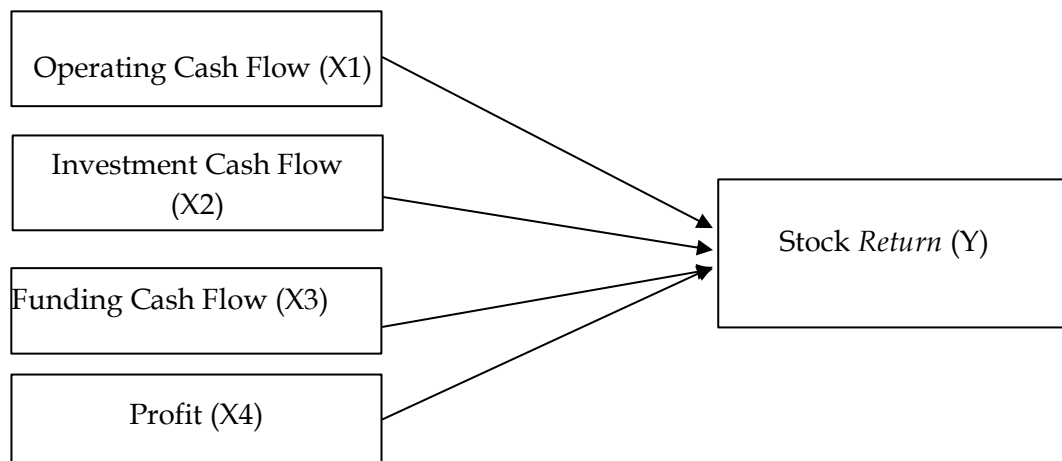 Operating Cash Flow (X1)
Investment Cash Flow
(X2)
Funding Cash Flow (X3)
Profit (X4)
Stock Return (Y)